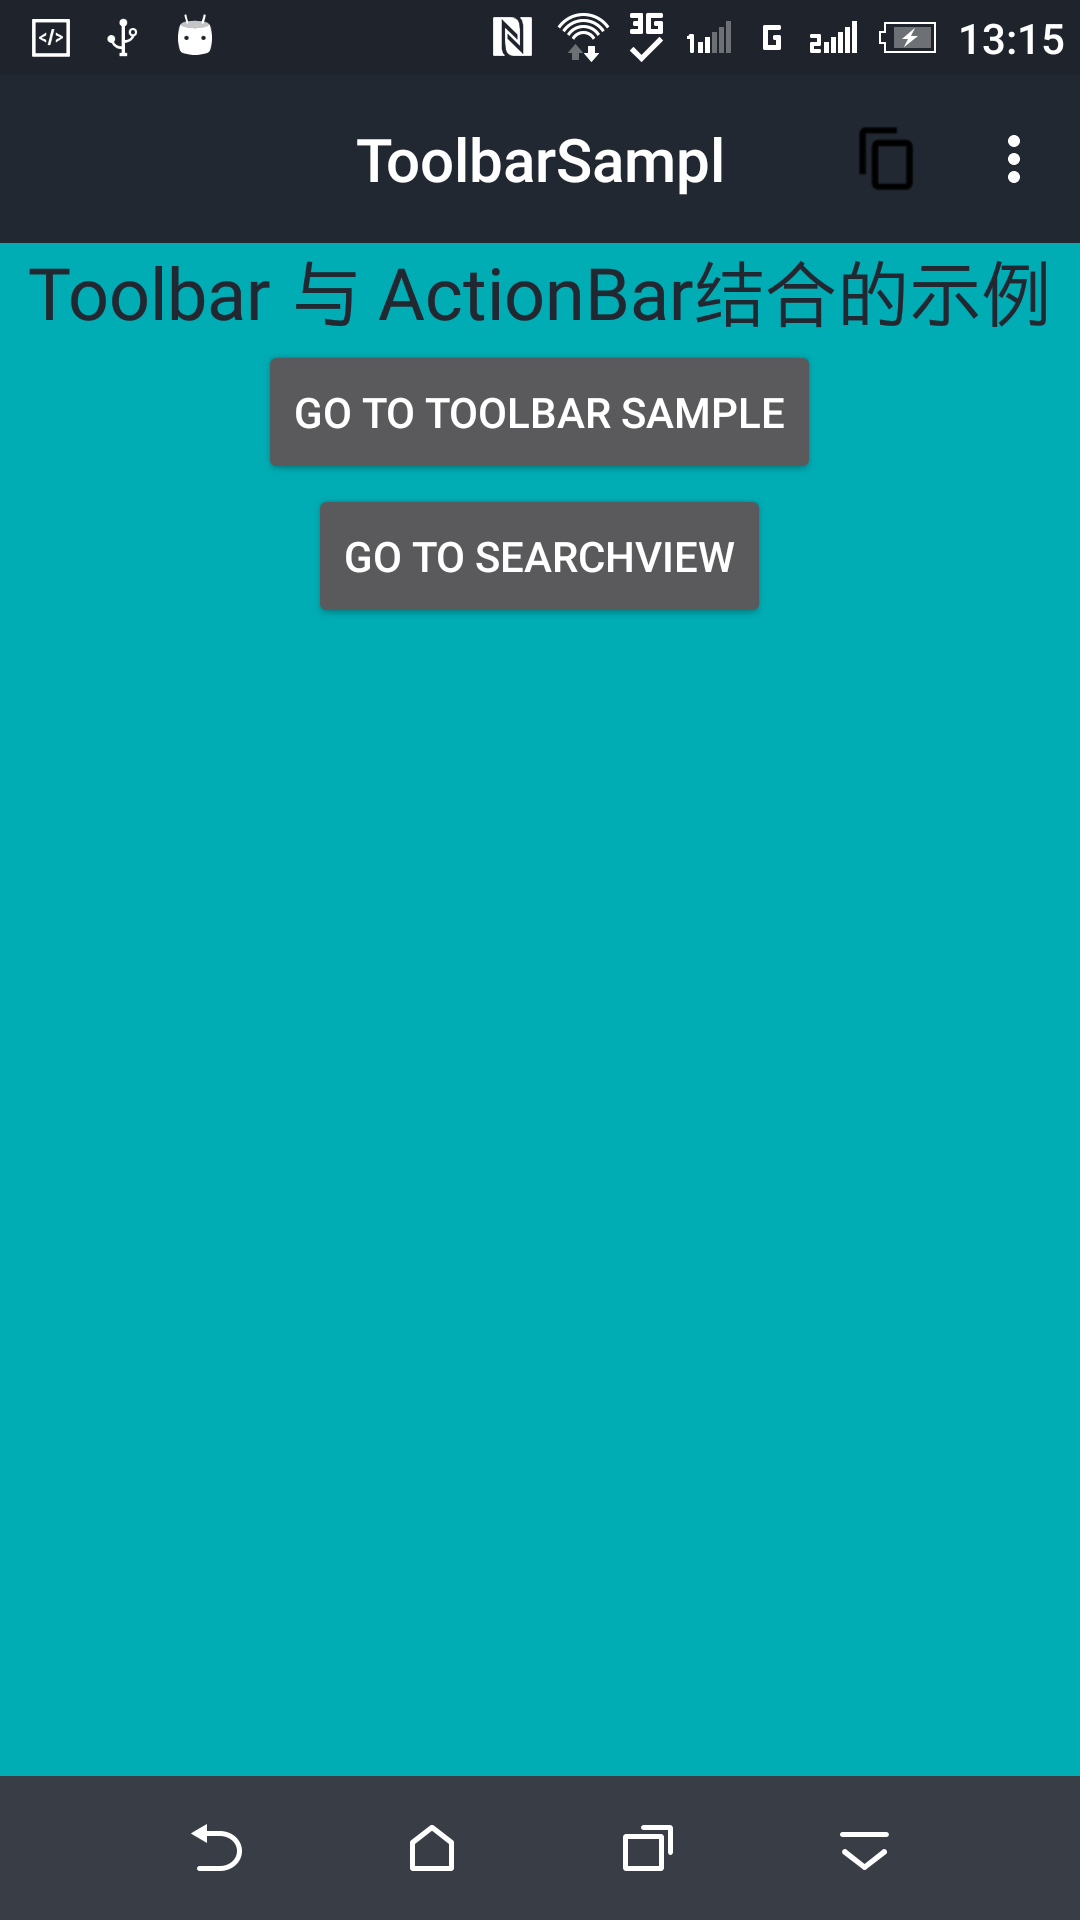 3G
1 G 2 13:15
ToolbarSampl
Toolbar 与 ActionBar结合的示例
GO TO TOOLBAR SAMPLE
GO TO SEARCHVIEW